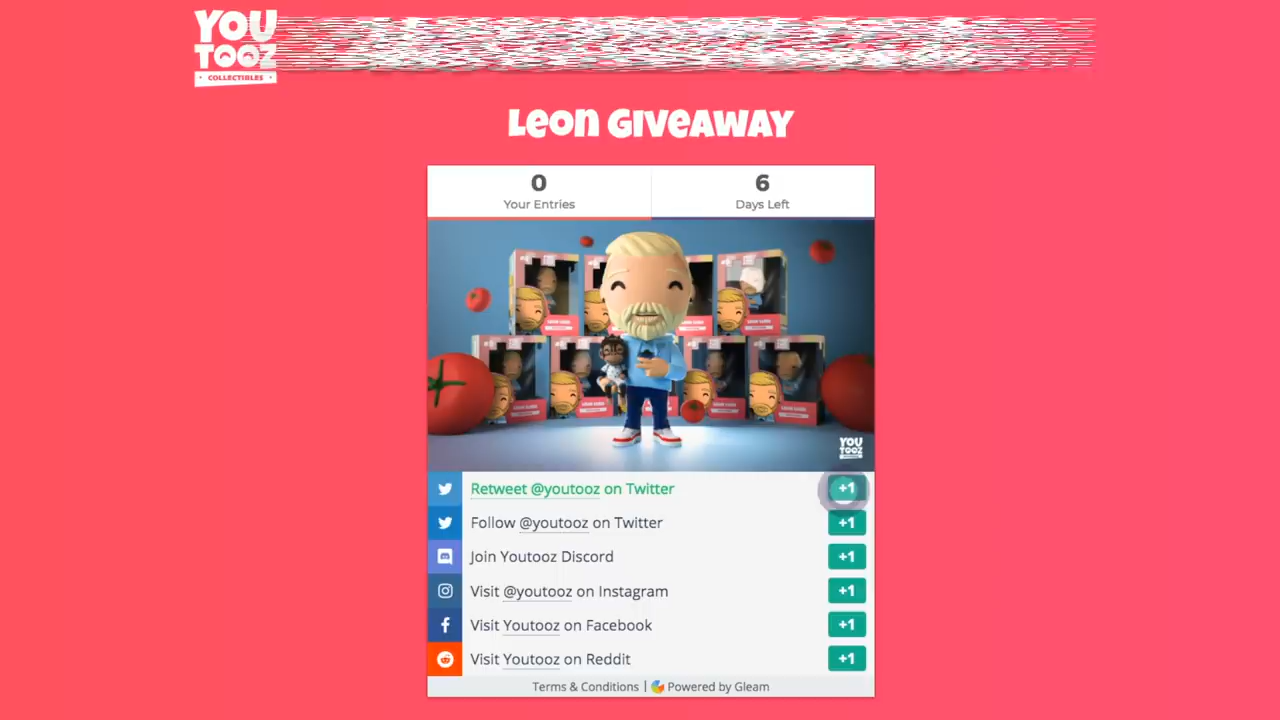 YOU
TOOZ
COLLECTIBLES
Leon Giveaway
0
Your Entries
6
Days Left
YOU
TOOZ
Retweet @youtooz on Twitter
+1
Follow @youtooz on Twitter
+1
Join Youtooz Discord
+1
Visit @youtooz on Instagram
+1
Visit Youtooz on Facebook
+1
Visit Youtooz on Reddit
+1
Terms & Conditions | Powered by Gleam